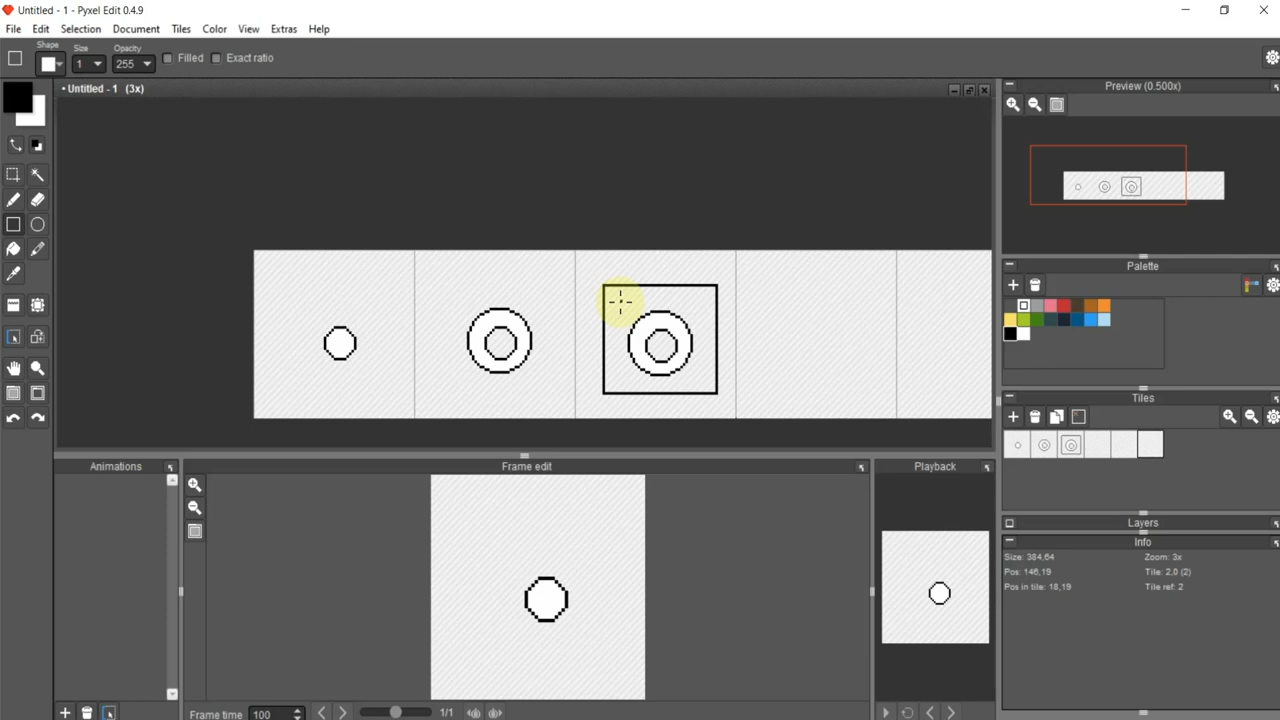 Untitled - 1 - Pyxel Edit 0.4.9
File Edit Selection Document Tiles Color View Extras Help
Shape Size Opacity
1 255 Filled Exact ratio
• Untitled - 1 (3x)
Preview (0.500x)
Palette
Tiles
Layers
Info
Size: 384,64 Zoom: 3x
Pos: 146,19 Tile: 2,0 (2)
Pos in tile: 18,19 Tile ref: 2
Animations Frame edit Playback
Frame time 100 1/1